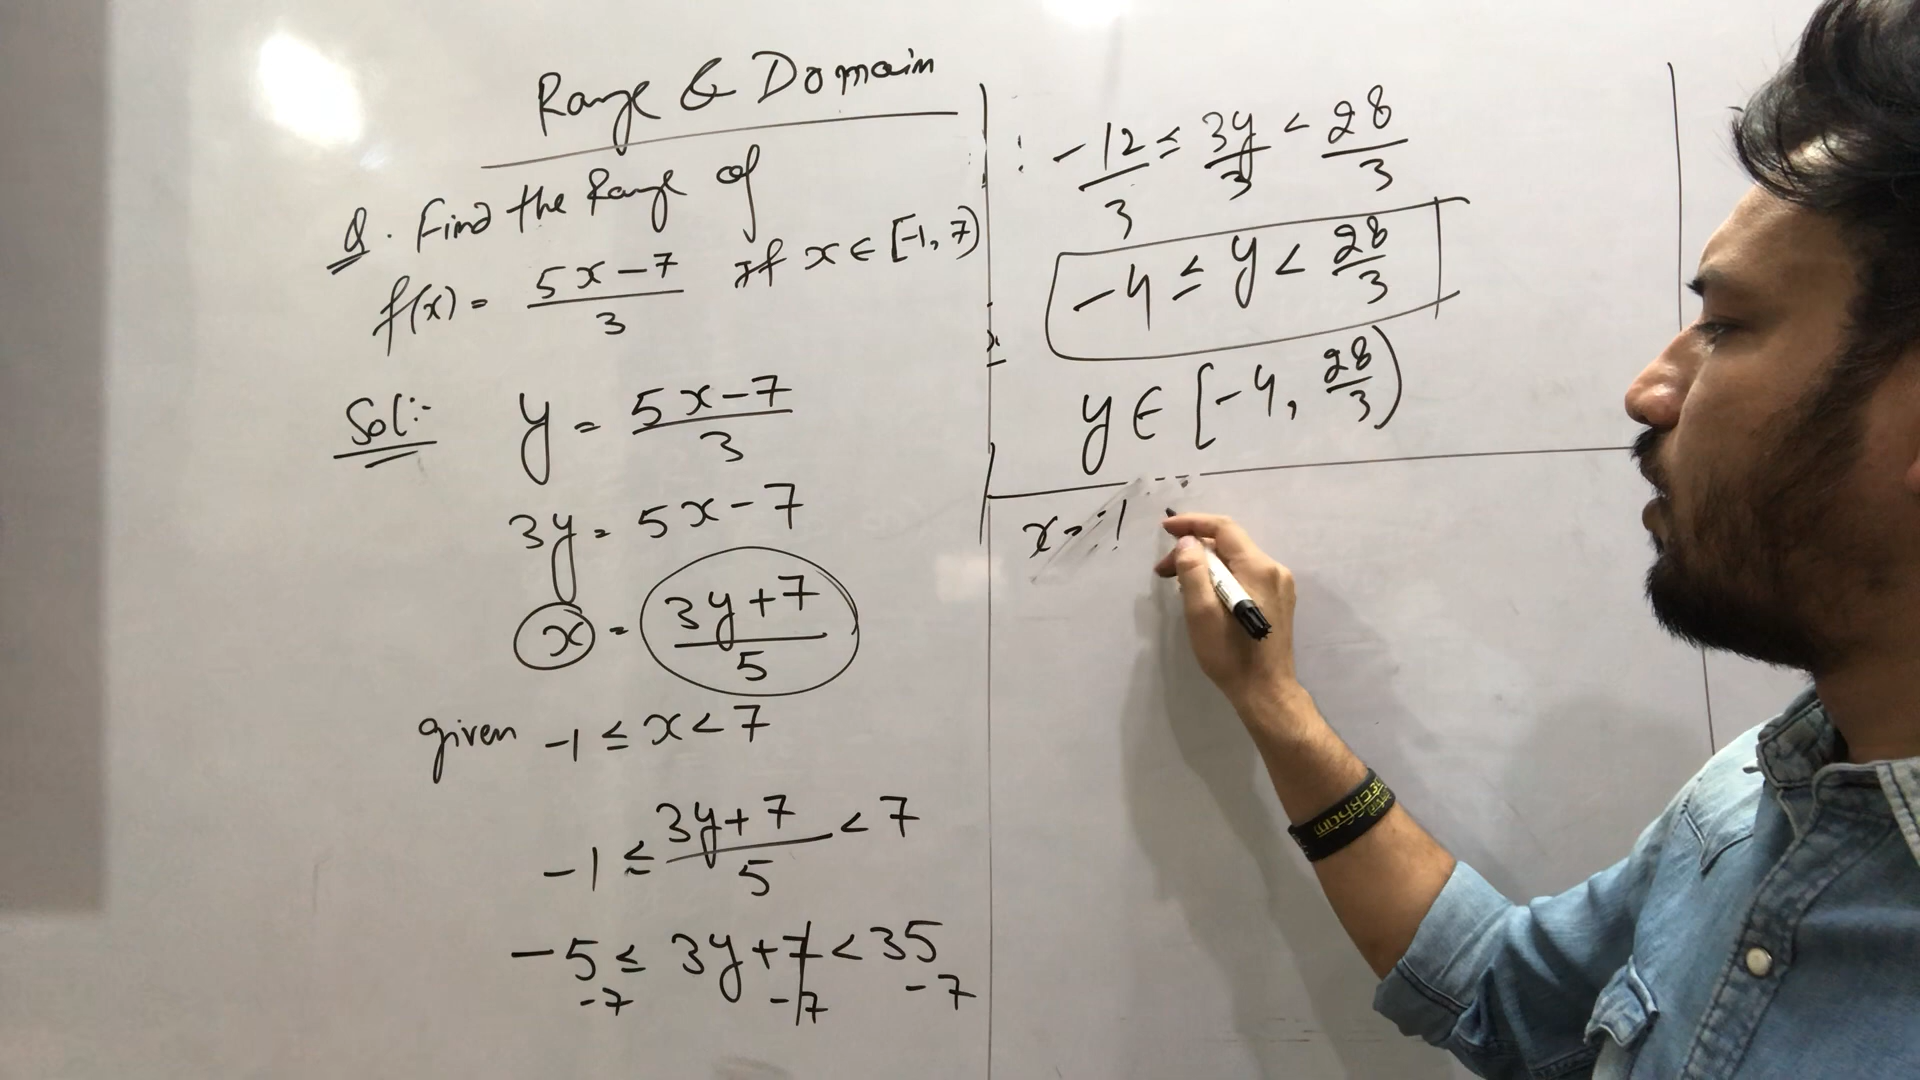 Range & Domain
Q. Find the Range of
f(x) = (5x-7)/3 if x ∈ [-1, 7)
Sol:- y = (5x-7)/3
3y = 5x-7
x = (3y+7)/5
given -1 ≤ x < 7
-1 ≤ (3y+7)/5 < 7
-5 ≤ 3y+7 < 35
-7 -7 -7
-12/3 ≤ 3y/3 < 28/3
-4 ≤ y < 28/3
y ∈ [-4, 28/3)
x = -1